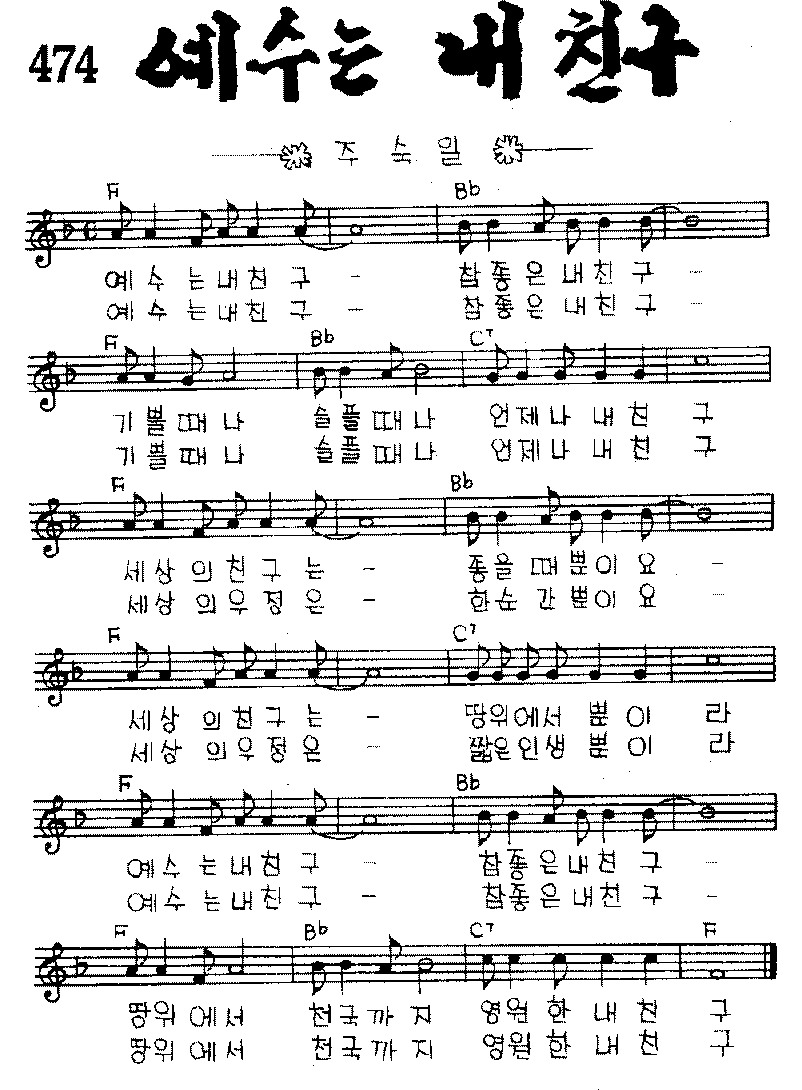 474 예수는 내 친구
주 숙 일
F Bb
예수는내친구 - 참좋은내친구 -
예수는내친구 - 참좋은내친구 -
F Bb C7
기쁠때나 슬플때나 언제나 내 친 구
기쁠때나 슬플때나 언제나 내 친 구
F Bb
세상의친구는 - 좋을때뿐이요 -
세상의우정은 - 한순간뿐이요 -
F C7
세상의친구는 - 땅위에서 뿐이 라
세상의우정은 - 짧은인생 뿐이 라
F Bb
예수는내친구 - 참좋은내친구 -
예수는내친구 - 참좋은내친구 -
F Bb C7 F
땅위에서 천국까지 영원한 내 친 구
땅위에서 천국까지 영원한 내 친 구